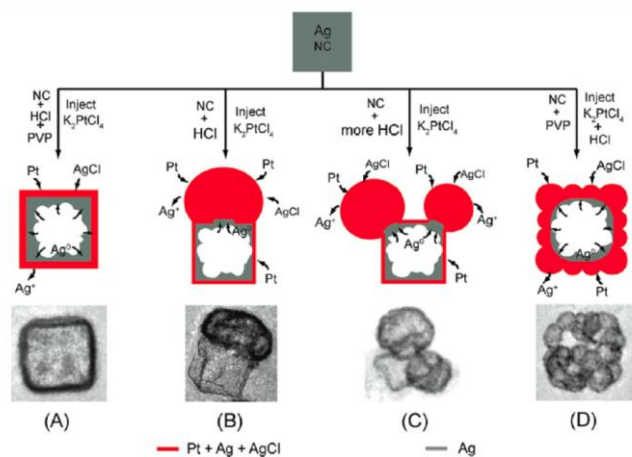 Ag
NC
NC
+
HCl
+
PVP
Inject
K₂PtCl₄
NC
+
HCl
Inject
K₂PtCl₄
NC
+
more HCl
Inject
K₂PtCl₄
NC
+
PVP
Inject
K₂PtCl₄
+
HCl
Pt
AgCl
Ag⁰
Ag⁺
Pt
Pt
Ag⁺
AgCl
Ag⁰
Pt
Pt
AgCl
Ag⁺
Ag⁺
Ag⁰
Pt
Pt
AgCl
Ag⁰
Ag⁺
Pt
(A)
(B)
(C)
(D)
Pt + Ag + AgCl
Ag